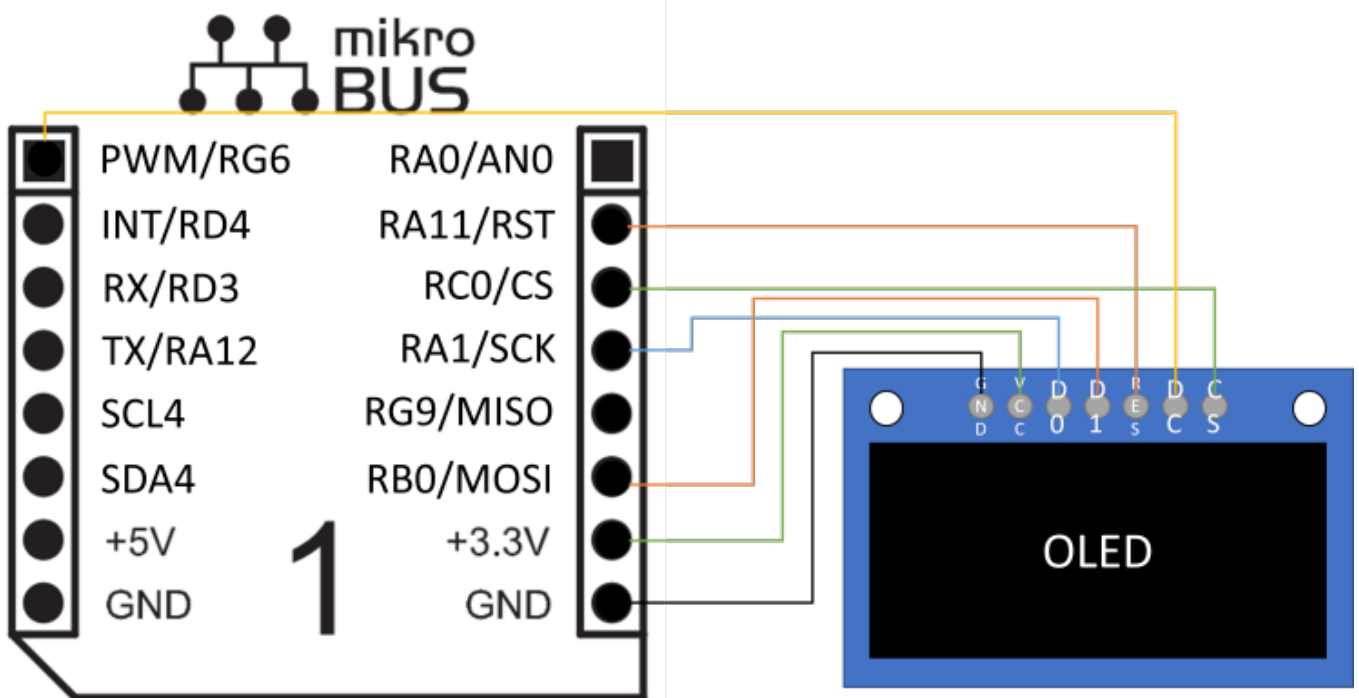 mikro
BUS
PWM/RG6 RA0/AN0
INT/RD4 RA11/RST
RX/RD3 RC0/CS
TX/RA12 RA1/SCK
SCL4 RG9/MISO
SDA4 RB0/MOSI
+5V +3.3V
GND GND
1
GND VCC D0 D1 RES DC CS
OLED